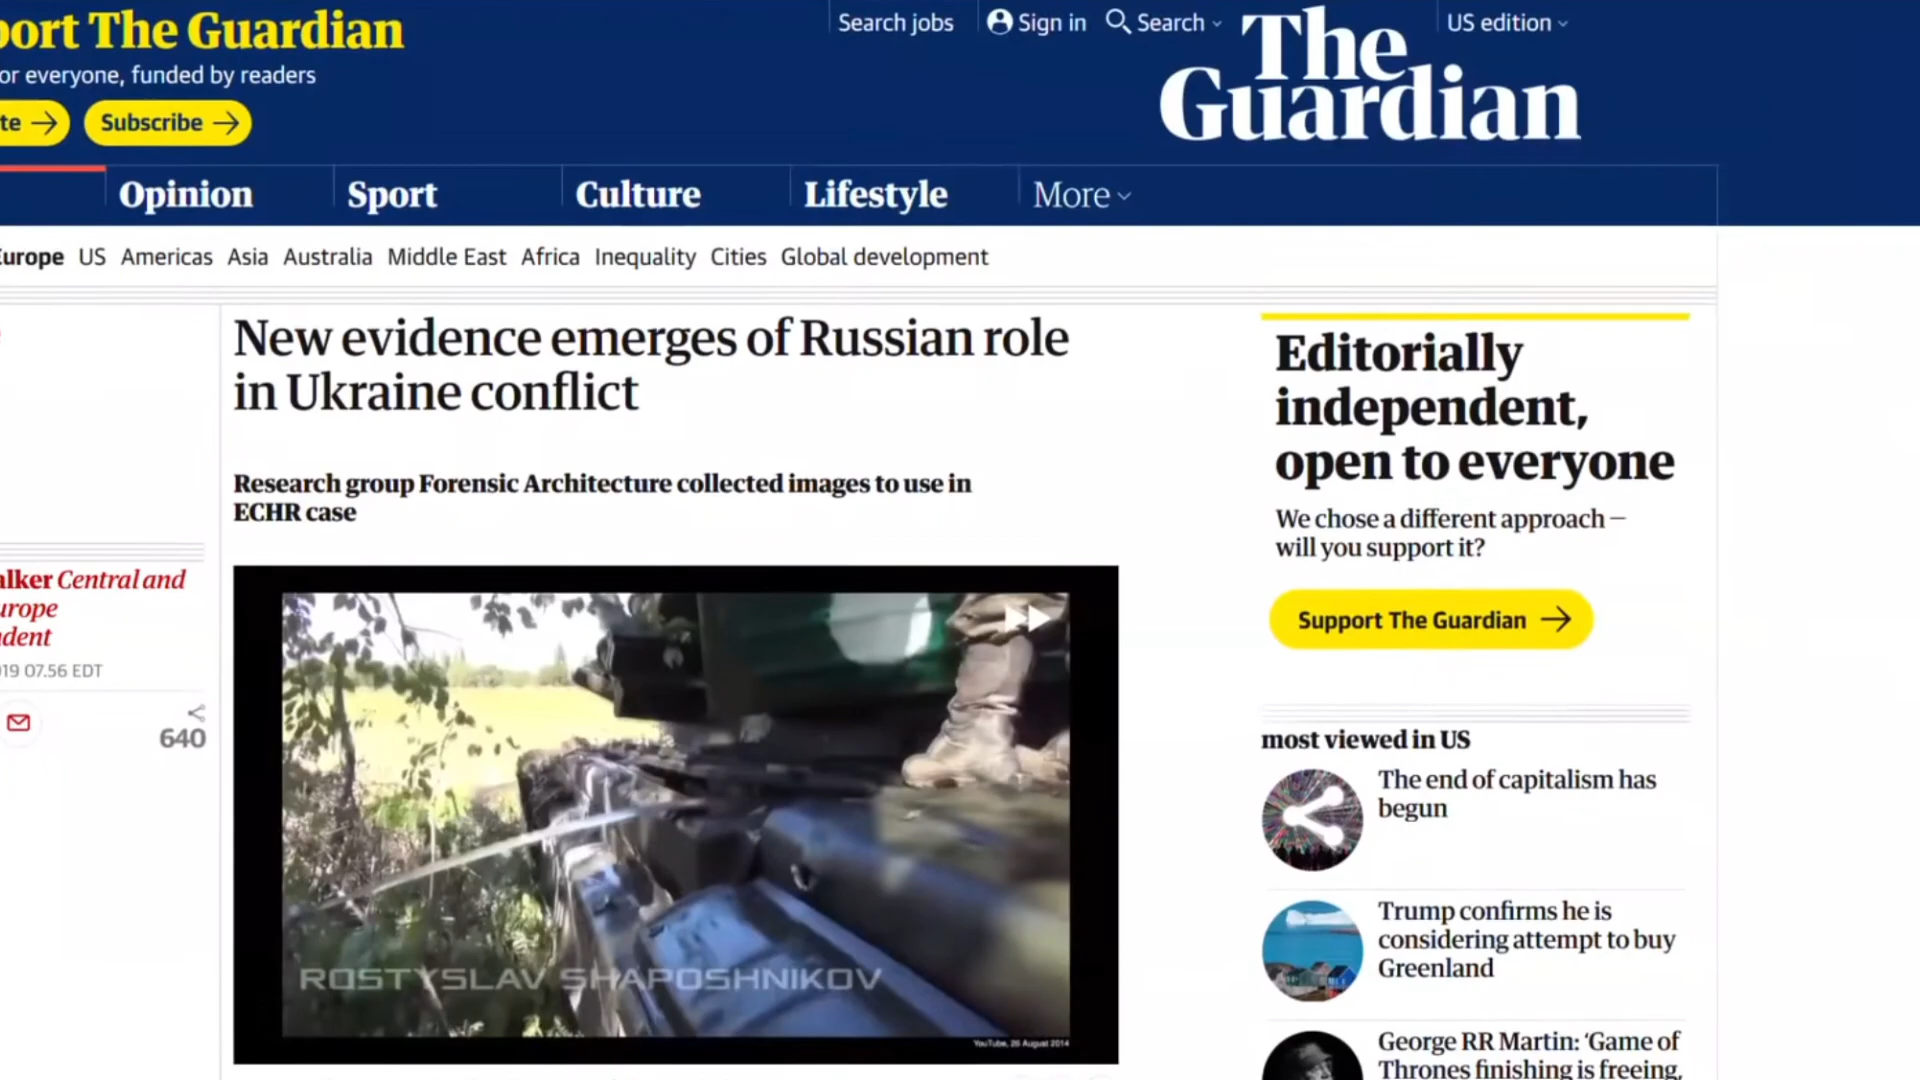 port The Guardian
or everyone, funded by readers
te
Subscribe
Search jobs
Sign in
Search
US edition
The
Guardian
Opinion
Sport
Culture
Lifestyle
More
Europe US Americas Asia Australia Middle East Africa Inequality Cities Global development
New evidence emerges of Russian role
in Ukraine conflict
Research group Forensic Architecture collected images to use in
ECHR case
alker Central and
urope
ndent
019 07.56 EDT
640
ROSTYSLAV SHAPOSHNIKOV
YouTube, 26 August 2014
Editorially
independent,
open to everyone
We chose a different approach –
will you support it?
Support The Guardian
most viewed in US
The end of capitalism has
begun
Trump confirms he is
considering attempt to buy
Greenland
George RR Martin: ‘Game of
Thrones finishing is freeing,